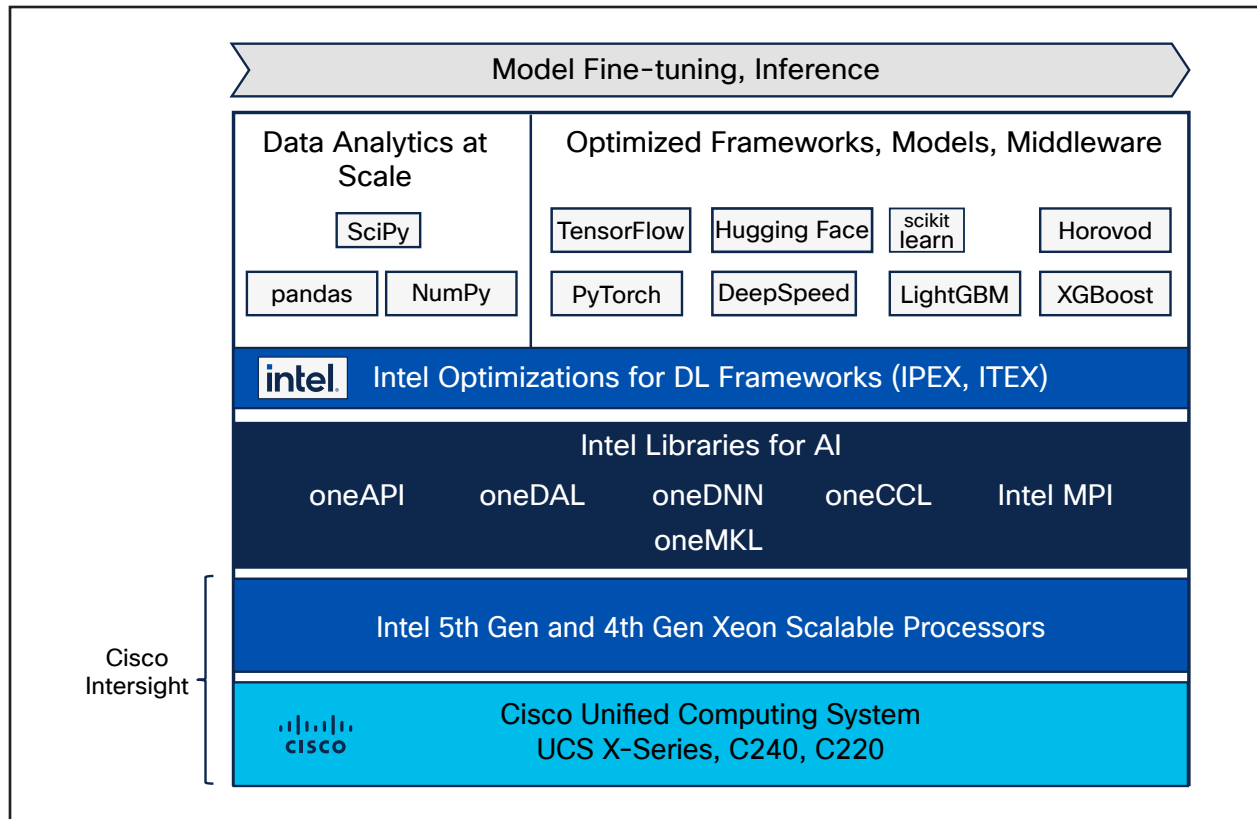 Model Fine-tuning, Inference
Data Analytics at
Scale
SciPy
pandas
NumPy
Optimized Frameworks, Models, Middleware
TensorFlow
Hugging Face
scikit
learn
Horovod
PyTorch
DeepSpeed
LightGBM
XGBoost
intel.
Intel Optimizations for DL Frameworks (IPEX, ITEX)
Intel Libraries for AI
oneAPI
oneDAL
oneDNN
oneCCL
Intel MPI
oneMKL
Cisco
Intersight
Intel 5th Gen and 4th Gen Xeon Scalable Processors
CISCO
Cisco Unified Computing System
UCS X-Series, C240, C220